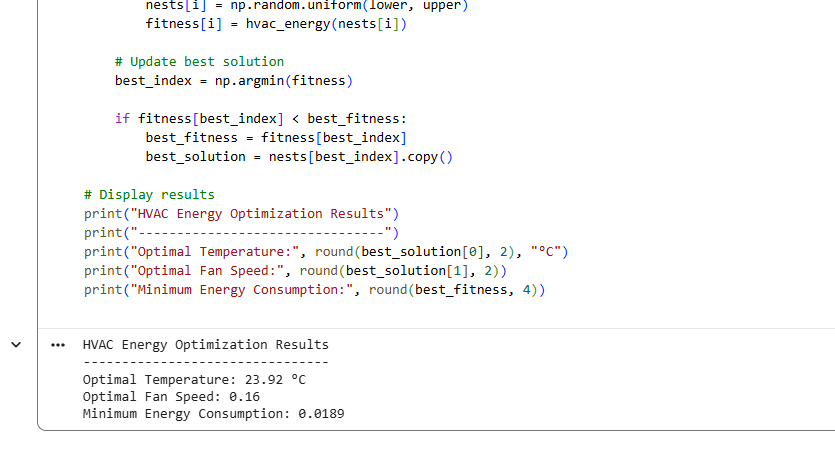 nests[i] = np.random.uniform(lower, upper)
fitness[i] = hvac_energy(nests[i])
# Update best solution
best_index = np.argmin(fitness)
if fitness[best_index] < best_fitness:
best_fitness = fitness[best_index]
best_solution = nests[best_index].copy()
# Display results
print("HVAC Energy Optimization Results")
print("--------------------------------")
print("Optimal Temperature:", round(best_solution[0], 2), "°C")
print("Optimal Fan Speed:", round(best_solution[1], 2))
print("Minimum Energy Consumption:", round(best_fitness, 4))
HVAC Energy Optimization Results
--------------------------------
Optimal Temperature: 23.92 °C
Optimal Fan Speed: 0.16
Minimum Energy Consumption: 0.0189